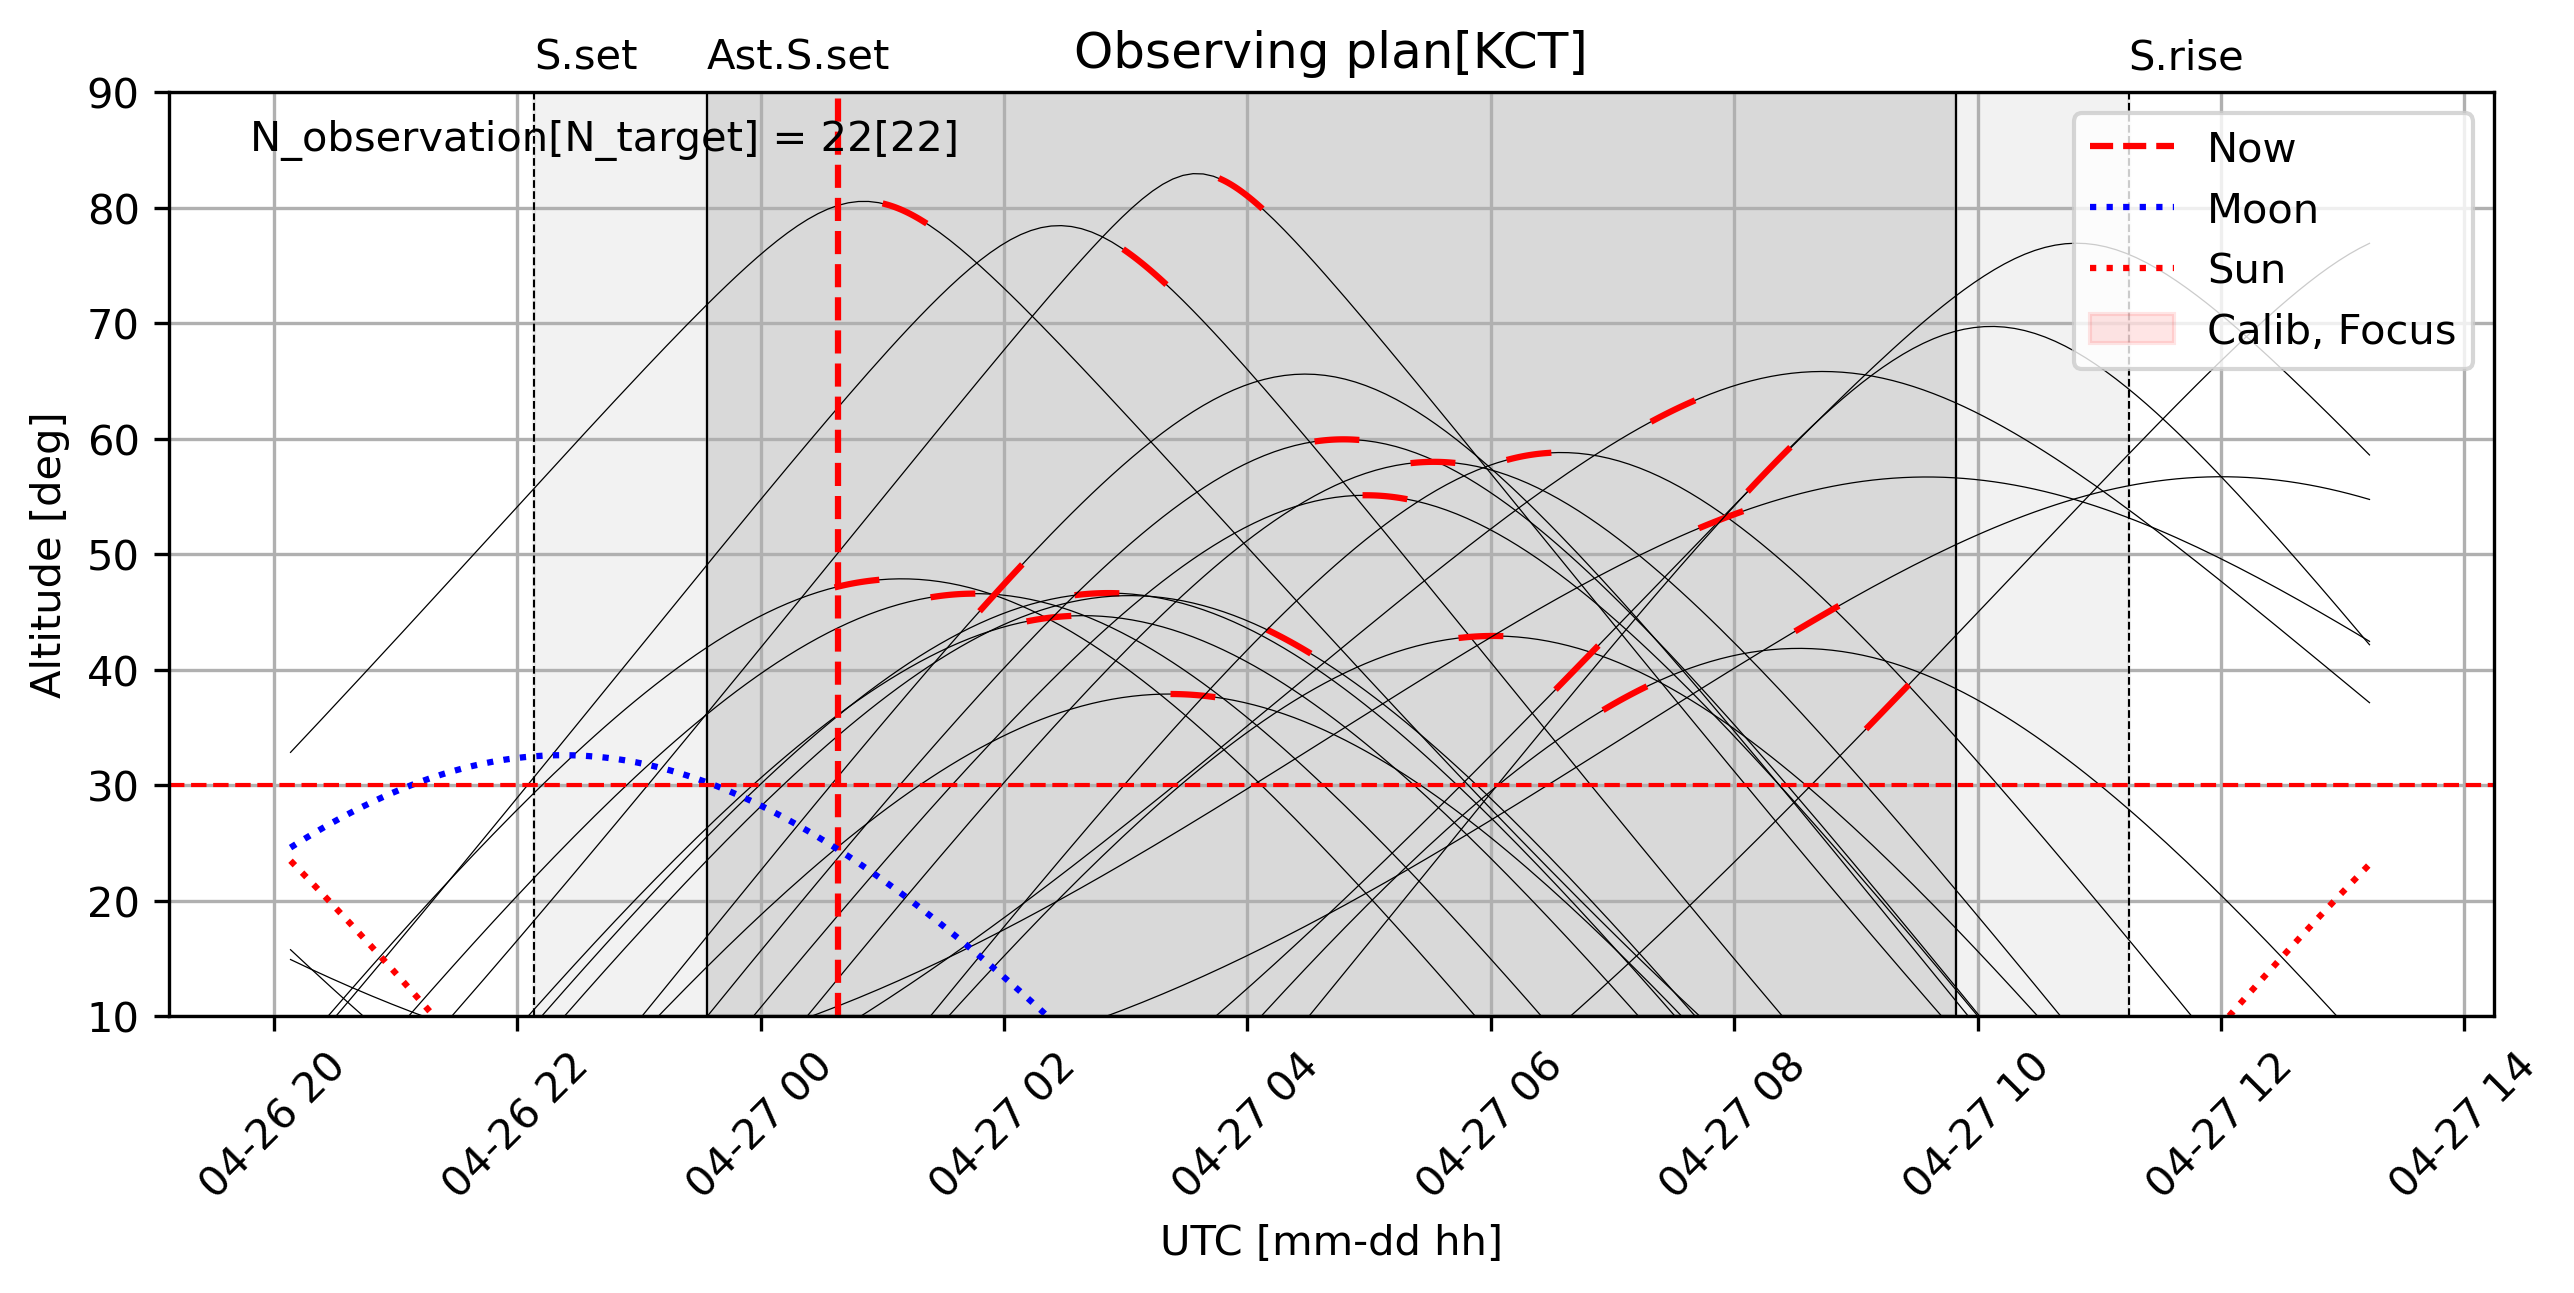 S.set
Ast.S.set
Observing plan[KCT]
S.rise
N_observation[N_target] = 22[22]
Now
Moon
Sun
Calib, Focus
Altitude [deg]
90
80
70
60
50
40
30
20
10
04-26 20
04-26 22
04-27 00
04-27 02
04-27 04
04-27 06
04-27 08
04-27 10
04-27 12
04-27 14
UTC [mm-dd hh]